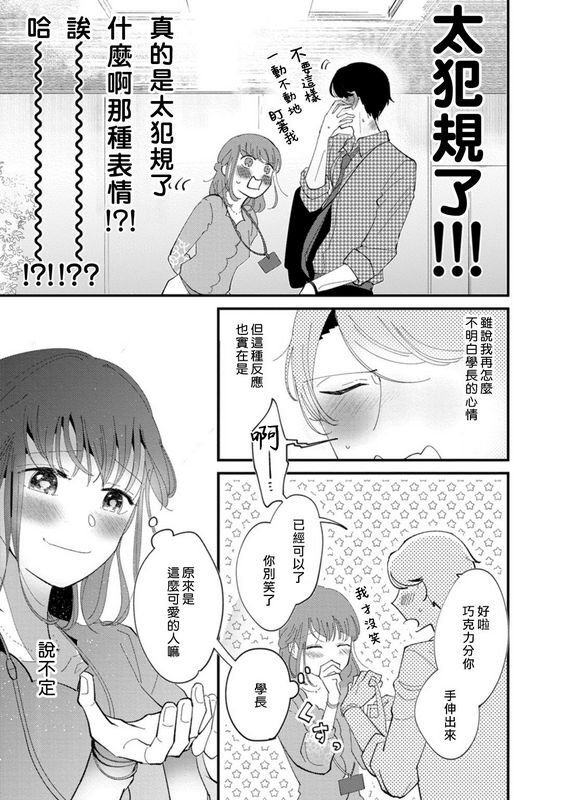 太犯規了!!!
不要這樣
一動不動地
盯著我
真的是太犯規了
什麼啊那種表情!?!
誒~~~!??
哈~~~!?!
雖說我再怎麼
不明白學長的心情
但這種反應
也實在是
啊——
好啦
巧克力分你
手伸出來
已經可以了
你別笑了
我才沒笑
くすっ
學長
原來是
這麼可愛的人嘛
說不定